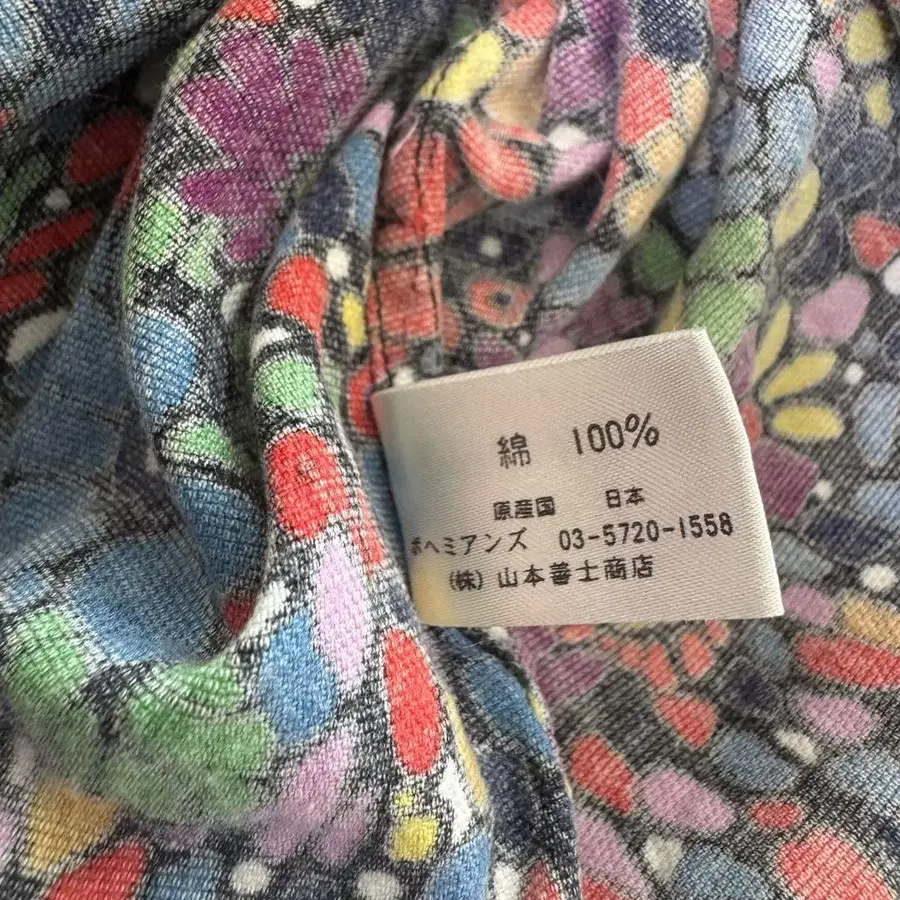 綿 100%
原産国 日本
ボヘミアンズ 03-5720-1558
(株) 山本善士商店